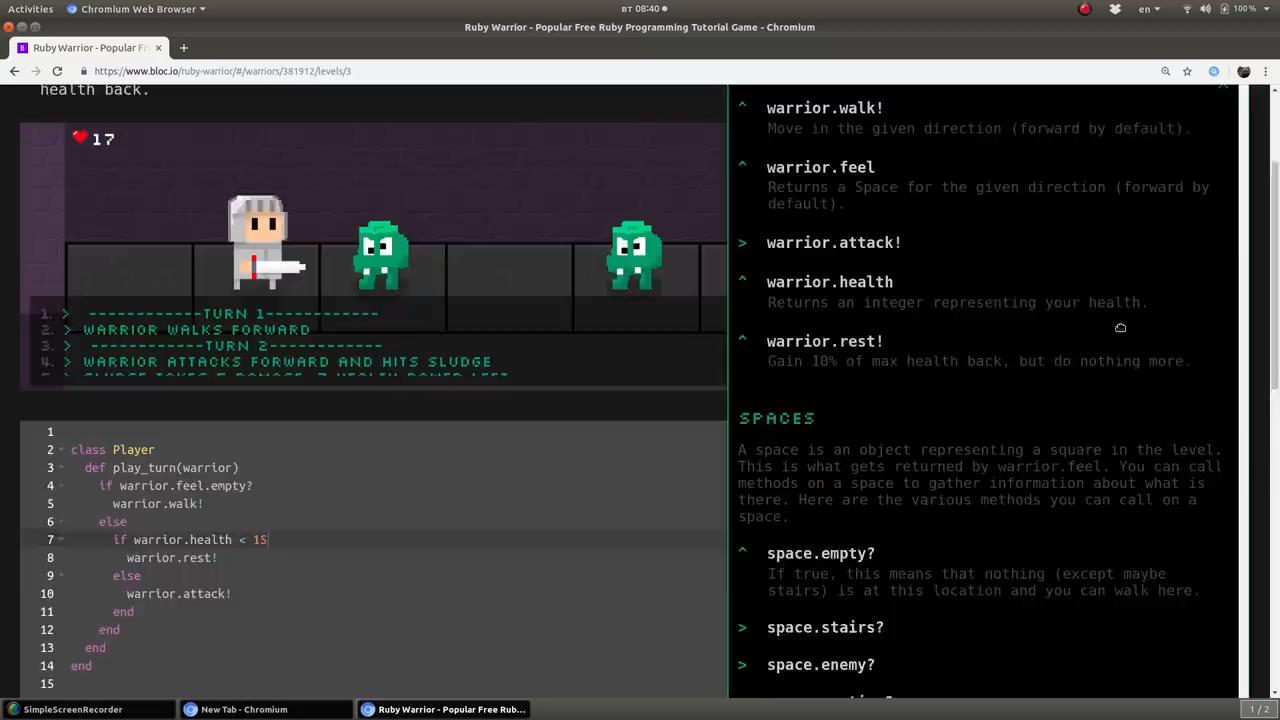 Activities
Chromium Web Browser
вт 08:40
en
100 %
Ruby Warrior - Popular Free Ruby Programming Tutorial Game - Chromium
Ruby Warrior - Popular Fr
https://www.bloc.io/ruby-warrior/#/warriors/381912/levels/3
health back.
17
1. > ------------TURN 1------------
2. > WARRIOR WALKS FORWARD
3. > ------------TURN 2------------
4. > WARRIOR ATTACKS FORWARD AND HITS SLUDGE
5. > SLUDGE TAKES 5 DAMAGE, 7 HEALTH POWER LEFT
1
2 class Player
3 def play_turn(warrior)
4 if warrior.feel.empty?
5 warrior.walk!
6 else
7 if warrior.health < 15
8 warrior.rest!
9 else
10 warrior.attack!
11 end
12 end
13 end
14 end
15
^ warrior.walk!
Move in the given direction (forward by default).
^ warrior.feel
Returns a Space for the given direction (forward by
default).
> warrior.attack!
^ warrior.health
Returns an integer representing your health.
^ warrior.rest!
Gain 10% of max health back, but do nothing more.
SPACES
A space is an object representing a square in the level.
This is what gets returned by warrior.feel. You can call
methods on a space to gather information about what is
there. Here are the various methods you can call on a
space.
^ space.empty?
If true, this means that nothing (except maybe
stairs) is at this location and you can walk here.
> space.stairs?
> space.enemy?
SimpleScreenRecorder
New Tab - Chromium
Ruby Warrior - Popular Free Rub...
1 / 2